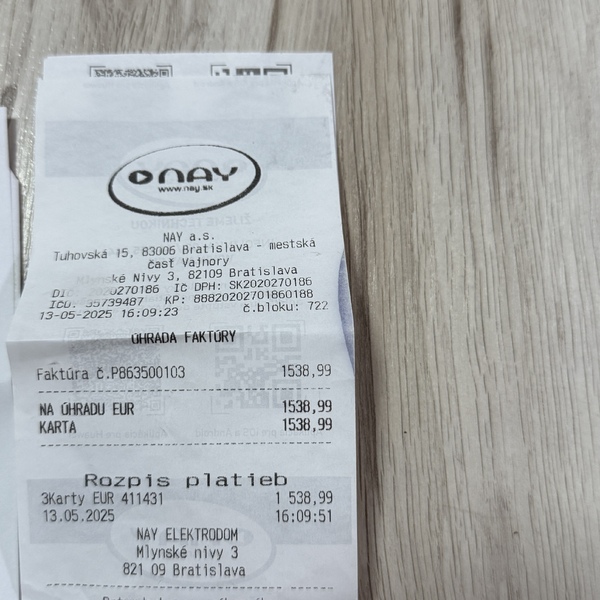 NAY
www.nay.sk
NAY a.s.
Tuhovská 15, 83006 Bratislava - mestská
časť Vajnory
Nivy 3, 82109 Bratislava
IČ DPH: SK2020270186
IČO: 35739487 KP: 88820202701860188
13-05-2025 16:09:23 č.bloku: 722
ÚHRADA FAKTÚRY
Faktúra č.P863500103 1538,99
NA ÚHRADU EUR 1538,99
KARTA 1538,99
Rozpis platieb
3Karty EUR 411431 1 538,99
13.05.2025 16:09:51
NAY ELEKTRODOM
Mlynské nivy 3
821 09 Bratislava